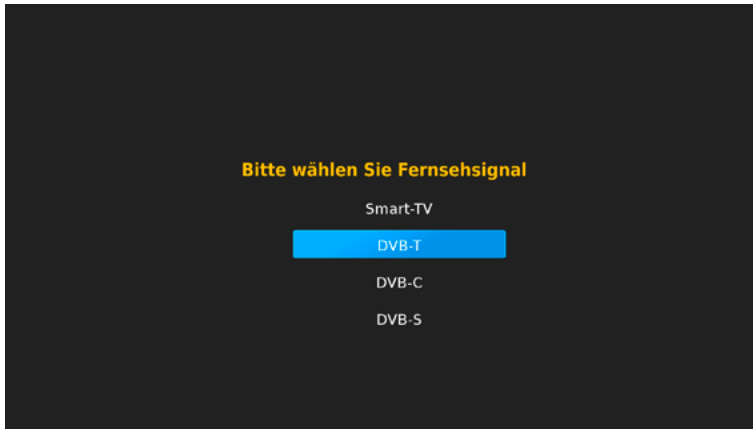 Bitte wählen Sie Fernsehsignal
Smart-TV
DVB-T
DVB-C
DVB-S